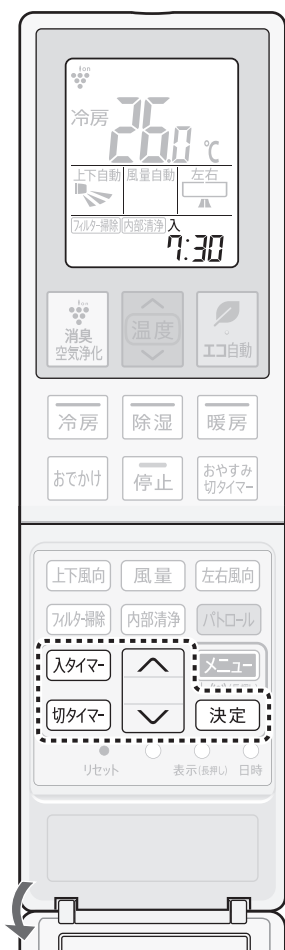 Ion
冷房 26.0 ℃
上下自動 風量自動 左右
フィルター掃除 内部清浄 入
7:30
Ion
消臭
空気浄化
温度
エコ自動
冷房 除湿 暖房
おでかけ 停止 おやすみ
切タイマー
上下風向 風量 左右風向
フィルター掃除 内部清浄 パトロール
入タイマー メニュー
切タイマー 決定
リセット 表示(長押し) 日時